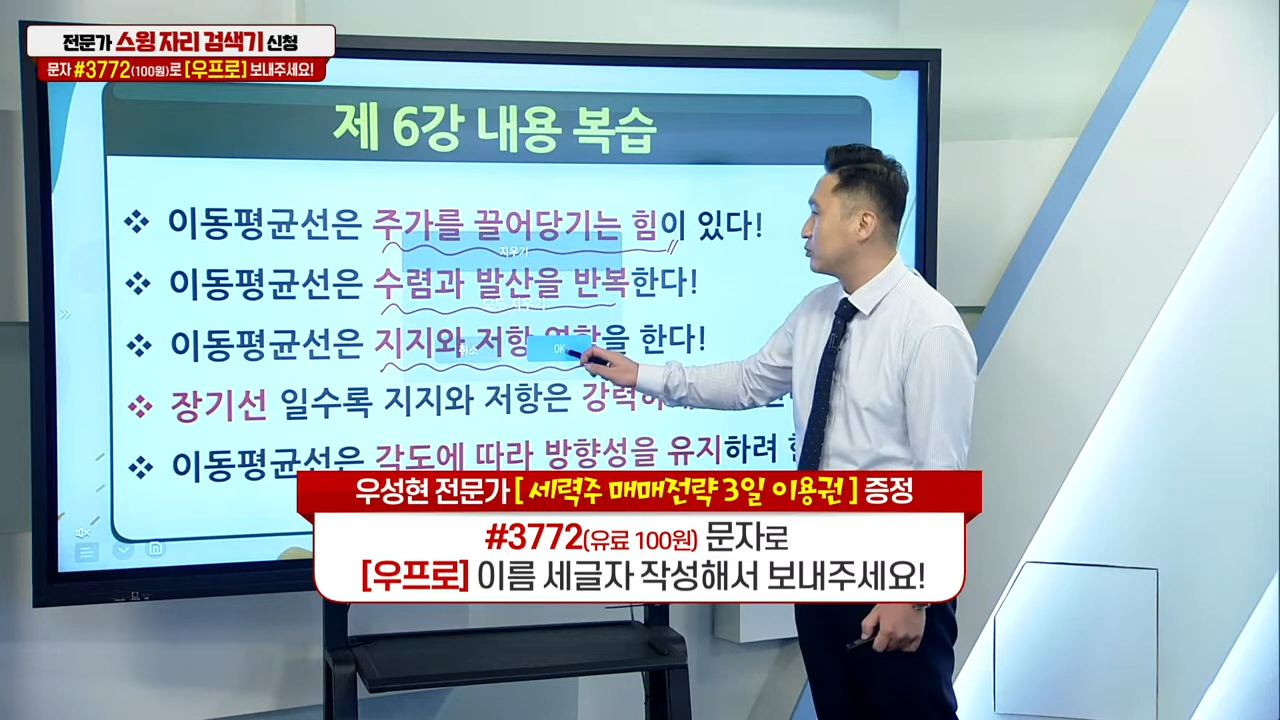 전문가 스윙 자리 검색기 신청
문자 #3772(100원)로 [우프로] 보내주세요!
제 6강 내용 복습
❖ 이동평균선은 주가를 끌어당기는 힘이 있다!
지우기
❖ 이동평균선은 수렴과 발산을 반복한다!
❖ 이동평균선은 지지와 저항 역할을 한다!
취소 OK
❖ 장기선 일수록 지지와 저항은
❖ 이동평균선은 각도에 따라 방향성을 유지하려
우성현 전문가 [ 세력주 매매전략 3일 이용권 ] 증정
#3772(유료 100원) 문자로
[우프로] 이름 세글자 작성해서 보내주세요!